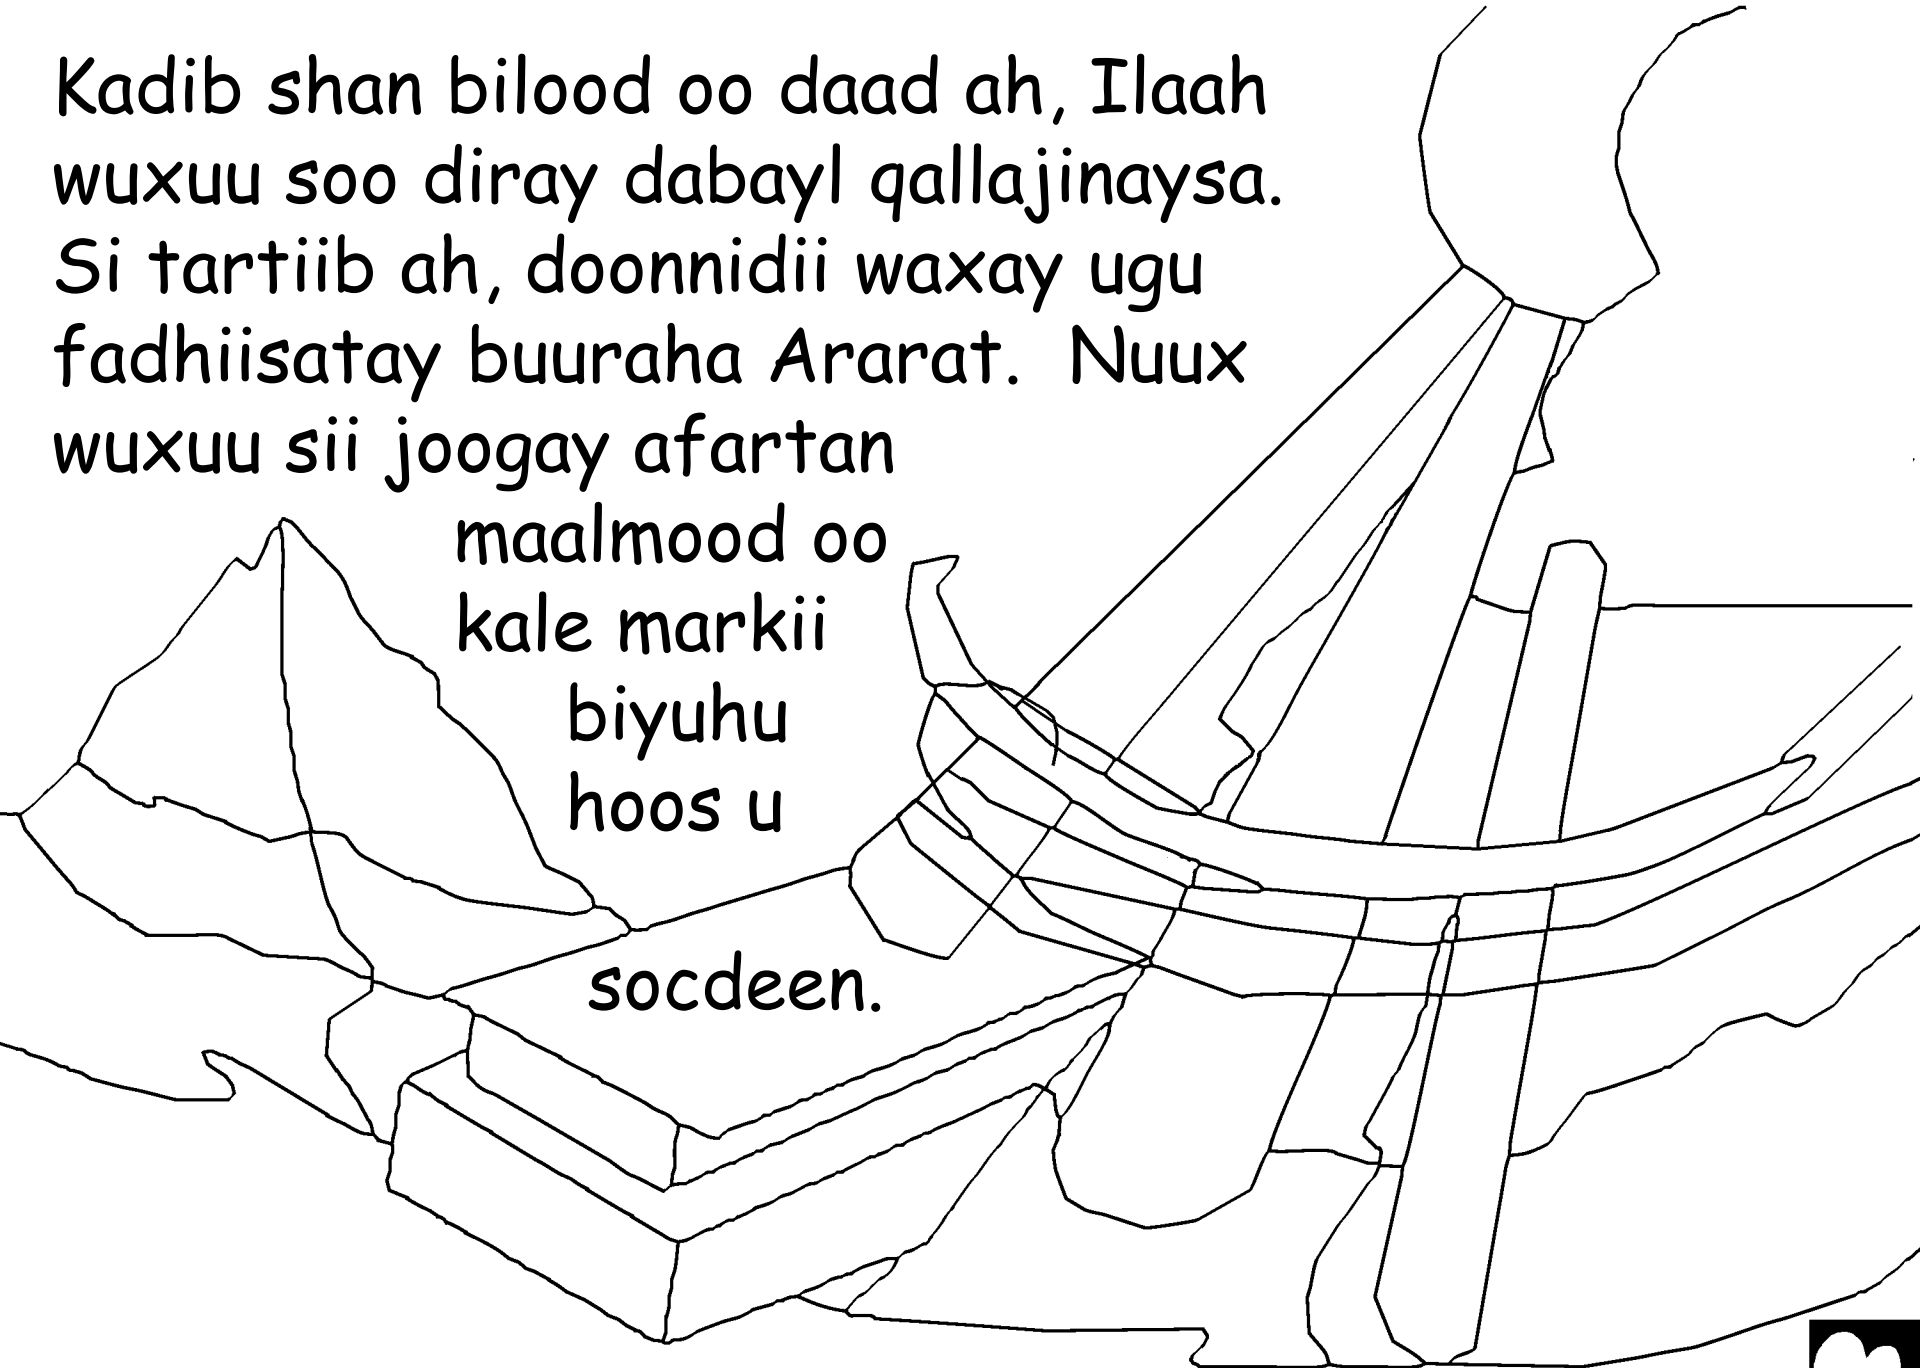 Kadib shan bilood oo daad ah, Ilaah
wuxuu soo diray dabayl qallajinaysa.
Si tartiib ah, doonnidii waxay ugu
fadhiisatay buuraha Ararat.  Nuux
wuxuu sii joogay afartan
maalmood oo
kale markii
biyuhu
hoos u
socdeen.